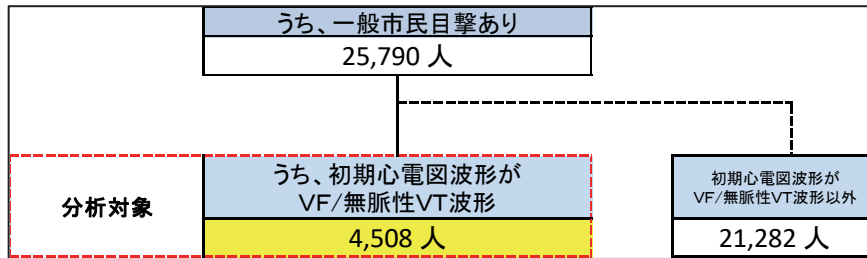 うち、一般市民目撃あり
25,790 人
分析対象
うち、初期心電図波形が
VF/無脈性VT波形
4,508 人
初期心電図波形が
VF/無脈性VT波形以外
21,282 人